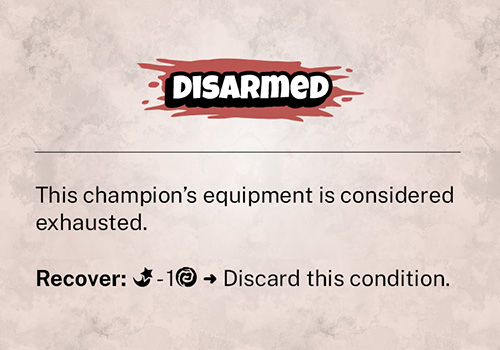 DISARMED
This champion’s equipment is considered
exhausted.
Recover: -1 ➜ Discard this condition.